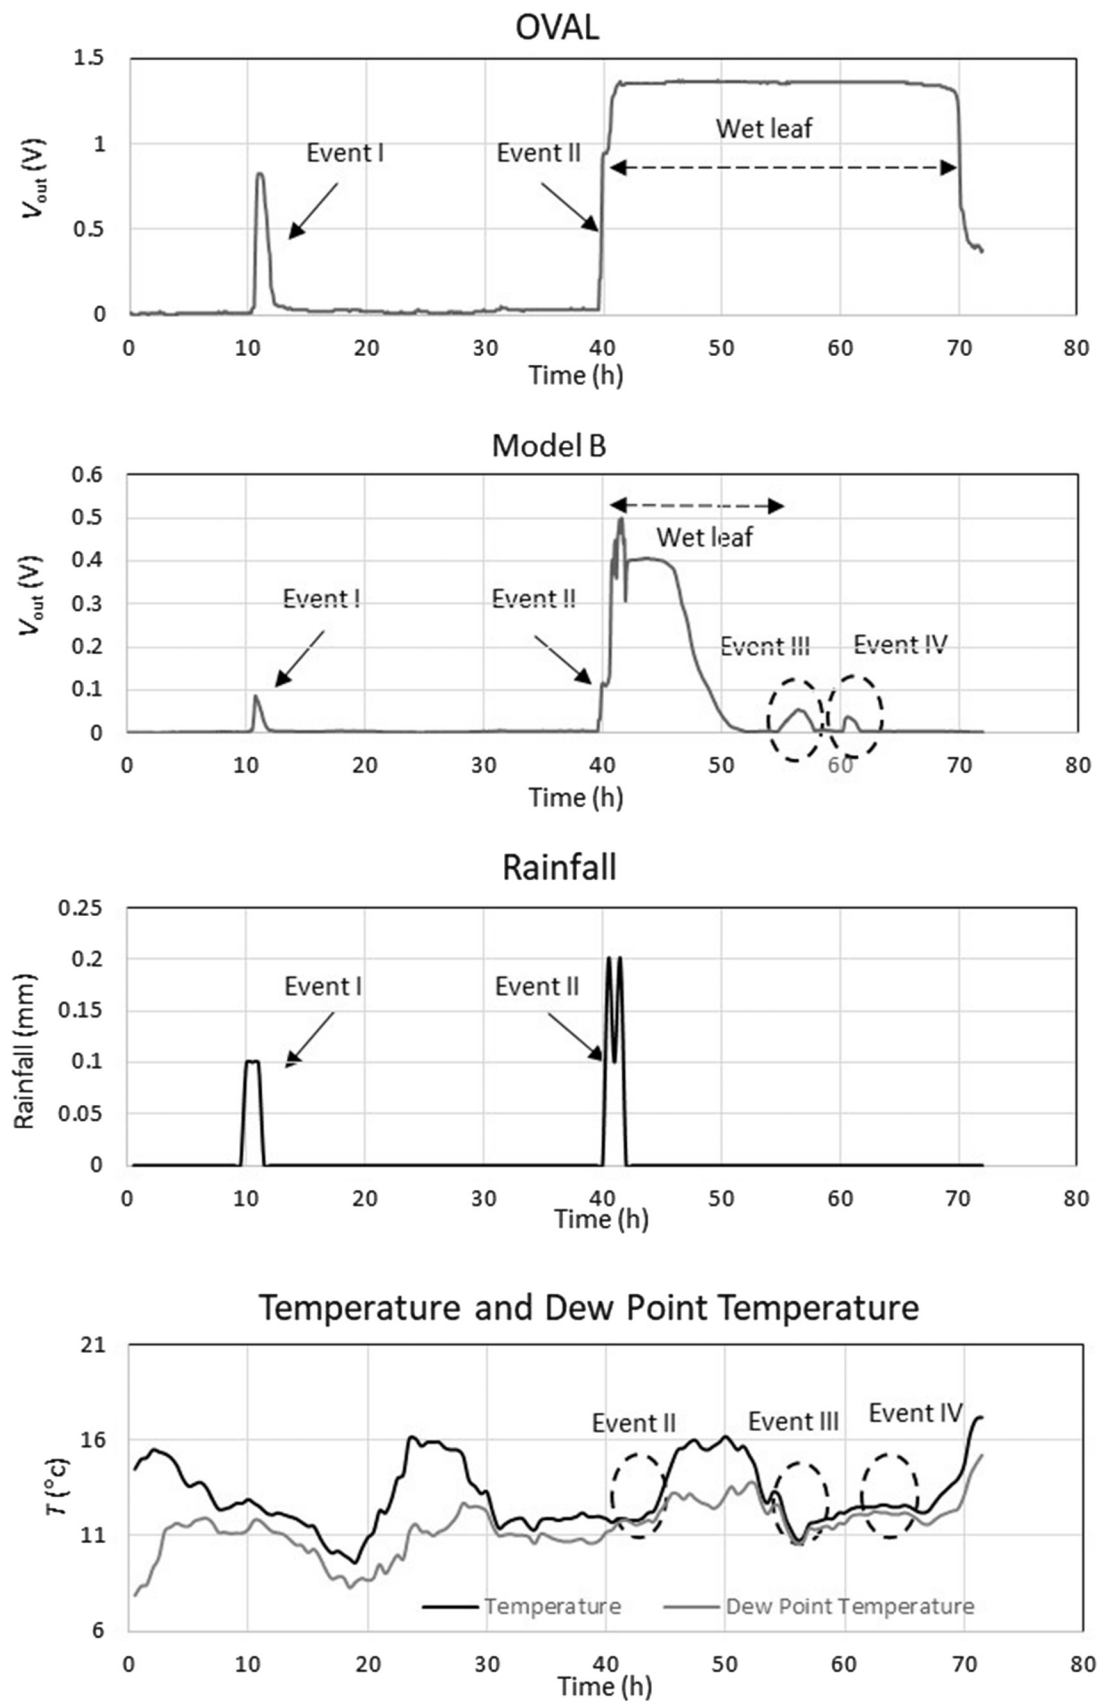 OVAL
1.5
1
0.5
0
Vout (V)
Event I
Event II
Wet leaf
0 10 20 30 40 50 60 70 80
Time (h)
Model B
0.6
0.5
0.4
0.3
0.2
0.1
0
Vout (V)
Event I
Event II
Wet leaf
Event III
Event IV
0 10 20 30 40 50 60 70 80
Time (h)
Rainfall
0.25
0.2
0.15
0.1
0.05
0
Rainfall (mm)
Event I
Event II
0 10 20 30 40 50 60 70 80
Time (h)
Temperature and Dew Point Temperature
21
16
11
6
T (°c)
Event II
Event III
Event IV
Temperature
Dew Point Temperature
0 10 20 30 40 50 60 70 80
Time (h)